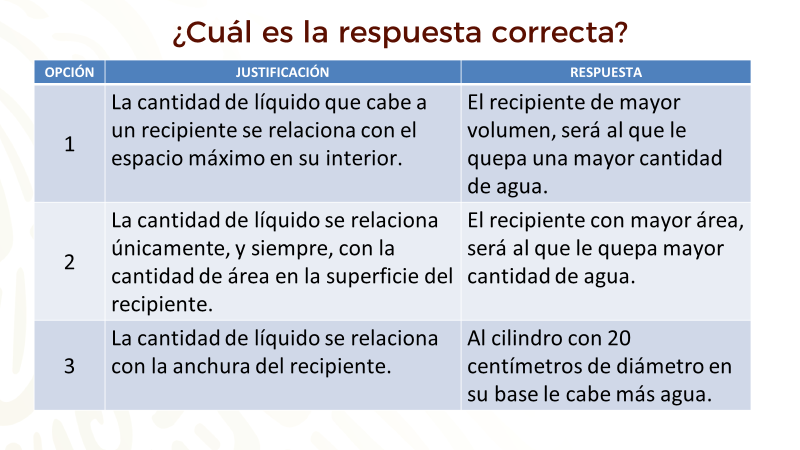 ¿Cuál es la respuesta correcta?
OPCIÓN JUSTIFICACIÓN RESPUESTA
1
La cantidad de líquido que cabe a
un recipiente se relaciona con el
espacio máximo en su interior.
El recipiente de mayor
volumen, será al que le
quepa una mayor cantidad
de agua.
2
La cantidad de líquido se relaciona
únicamente, y siempre, con la
cantidad de área en la superficie del
recipiente.
El recipiente con mayor área,
será al que le quepa mayor
cantidad de agua.
3
La cantidad de líquido se relaciona
con la anchura del recipiente.
Al cilindro con 20
centímetros de diámetro en
su base le cabe más agua.